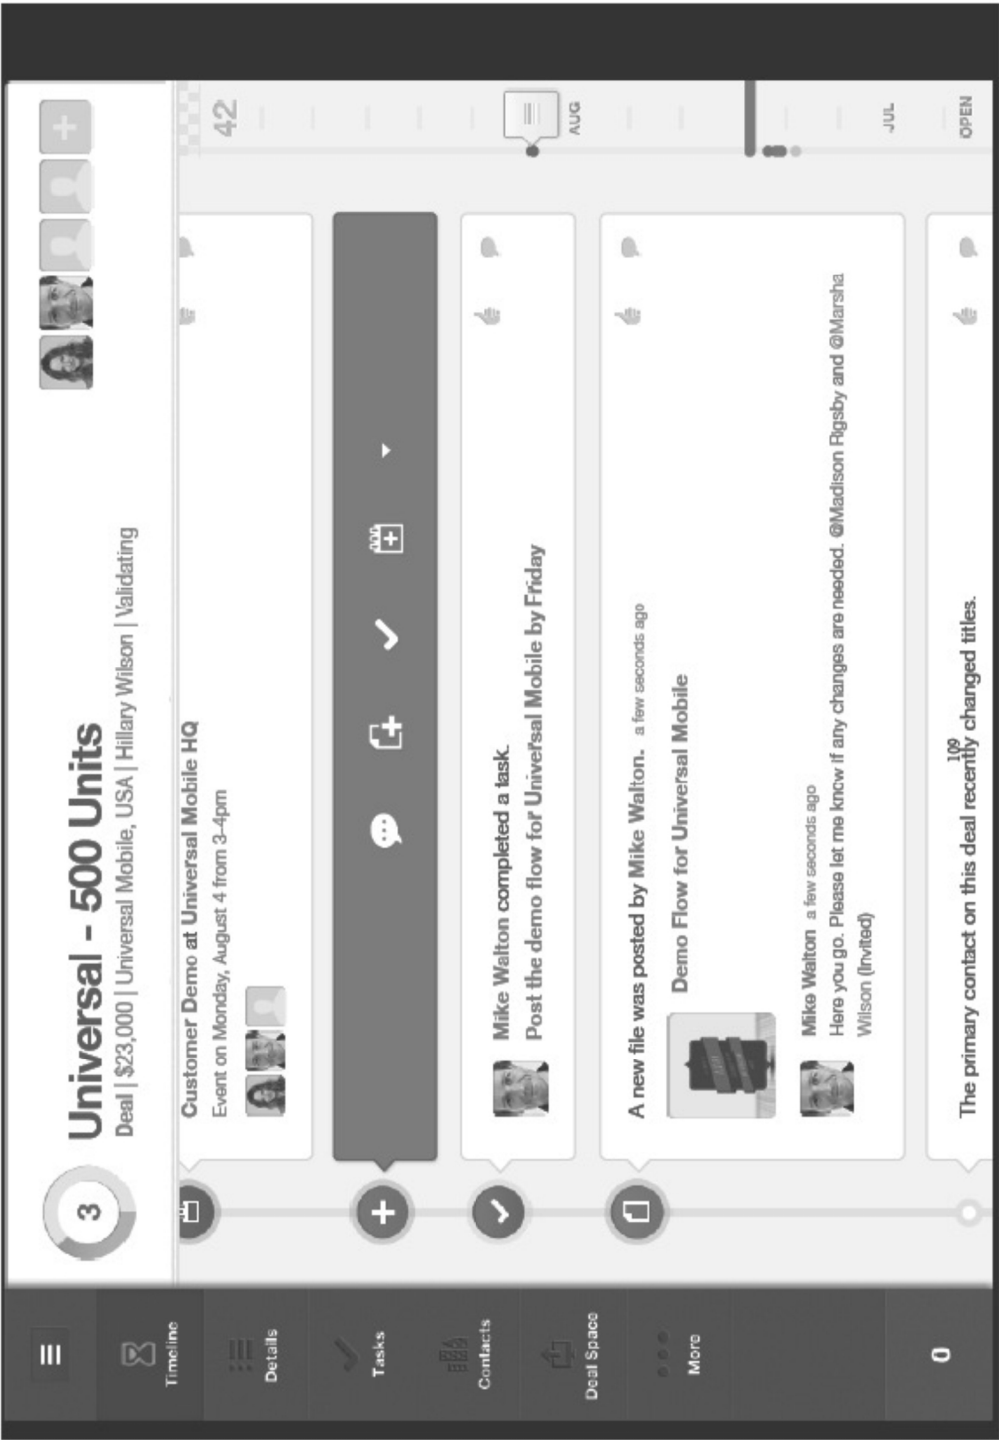 Timeline
Details
Tasks
Contacts
Deal Space
More
0
3
Universal - 500 Units
Deal | $23,000 | Universal Mobile, USA | Hillary Wilson | Validating
Customer Demo at Universal Mobile HQ
Event on Monday, August 4 from 3-4pm
Mike Walton completed a task.
Post the demo flow for Universal Mobile by Friday
A new file was posted by Mike Walton. a few seconds ago
Demo Flow for Universal Mobile
Mike Walton a few seconds ago
Here you go. Please let me know if any changes are needed. @Madison Rigsby and @Marsha
Wilson (Invited)
109
The primary contact on this deal recently changed titles.
42
AUG
JUL
OPEN